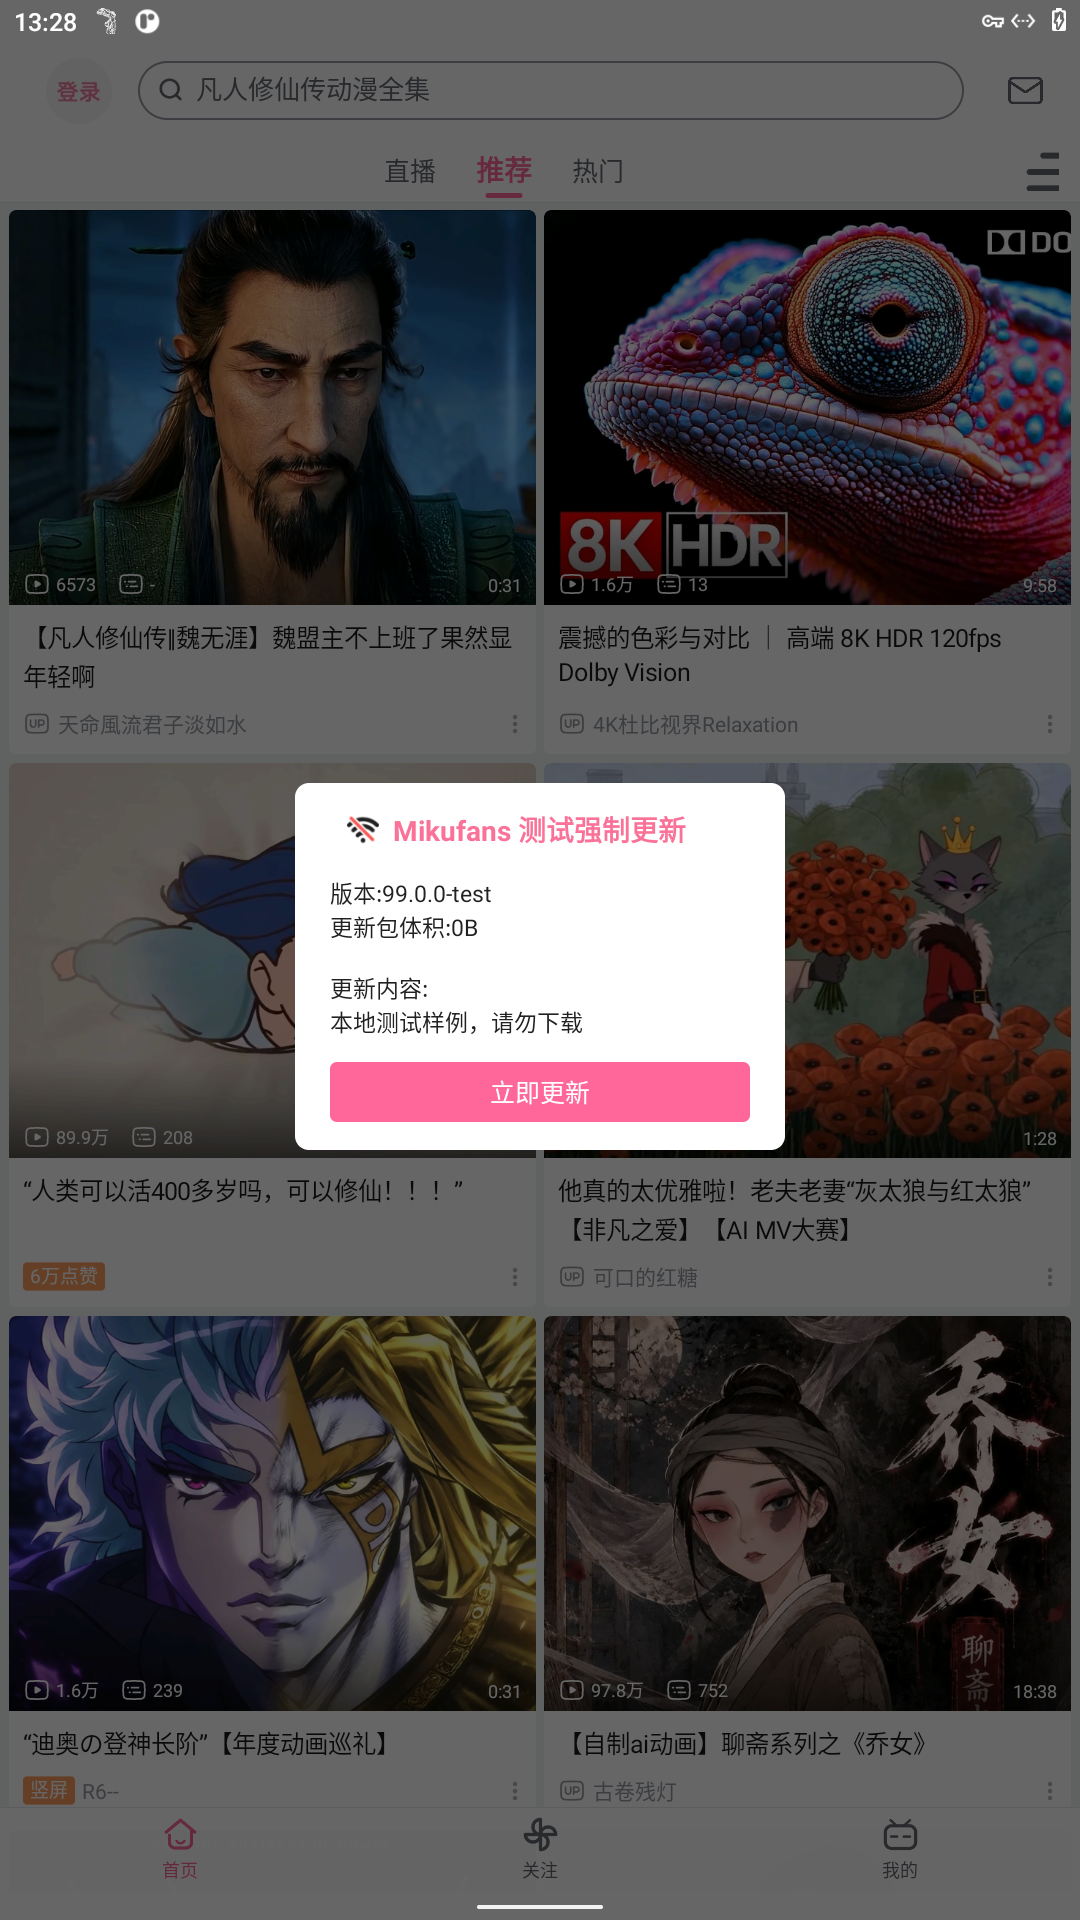 13:28
登录
凡人修仙传动漫全集
直播
推荐
热门
DO
8K HDR
6573
-
0:31
1.6万
13
9:58
【凡人修仙传‖魏无涯】魏盟主不上班了果然显
年轻啊
UP 天命風流君子淡如水
震撼的色彩与对比 ｜ 高端 8K HDR 120fps
Dolby Vision
UP 4K杜比视界Relaxation
Mikufans 测试强制更新
版本:99.0.0-test
更新包体积:0B
更新内容:
本地测试样例，请勿下载
立即更新
89.9万
208
1:28
“人类可以活400多岁吗，可以修仙！！！”
6万点赞
他真的太优雅啦！老夫老妻“灰太狼与红太狼”
【非凡之爱】【AI MV大赛】
UP 可口的红糖
1.6万
239
0:31
乔女
聊斋
97.8万
752
18:38
“迪奥の登神长阶”【年度动画巡礼】
竖屏 R6--
【自制ai动画】聊斋系列之《乔女》
UP 古卷残灯
首页
关注
我的